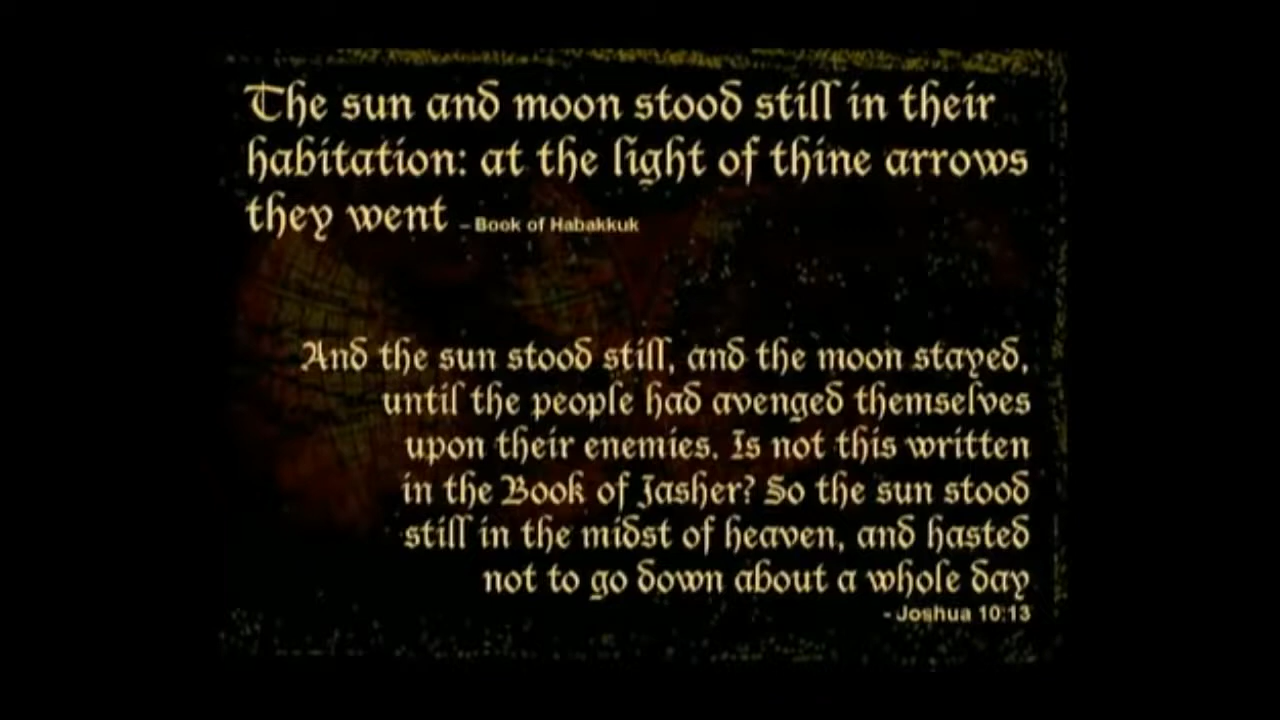 The sun and moon stood still in their
habitation: at the light of thine arrows
they went – Book of Habakkuk
And the sun stood still, and the moon stayed,
until the people had avenged themselves
upon their enemies. Is not this written
in the Book of Jasher? So the sun stood
still in the midst of heaven, and hasted
not to go down about a whole day
- Joshua 10:13